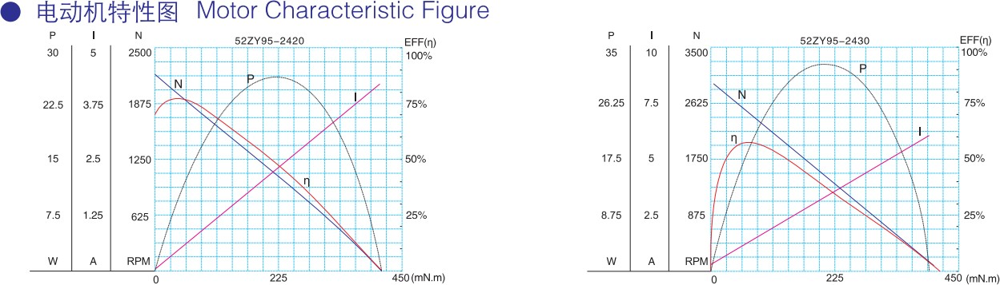 电动机特性图 Motor Characteristic Figure
P I N 52ZY95-2420 EFF(η)
30 5 2500 100%
N P I
22.5 3.75 1875 75%
15 2.5 1250 50%
η
7.5 1.25 625 25%
W A RPM
0 225 450 (mN.m)
P I N 52ZY95-2430 EFF(η)
35 10 3500 100%
P
N
26.25 7.5 2625 75%
η I
17.5 5 1750 50%
8.75 2.5 875 25%
W A RPM
0 225 450 (mN.m)